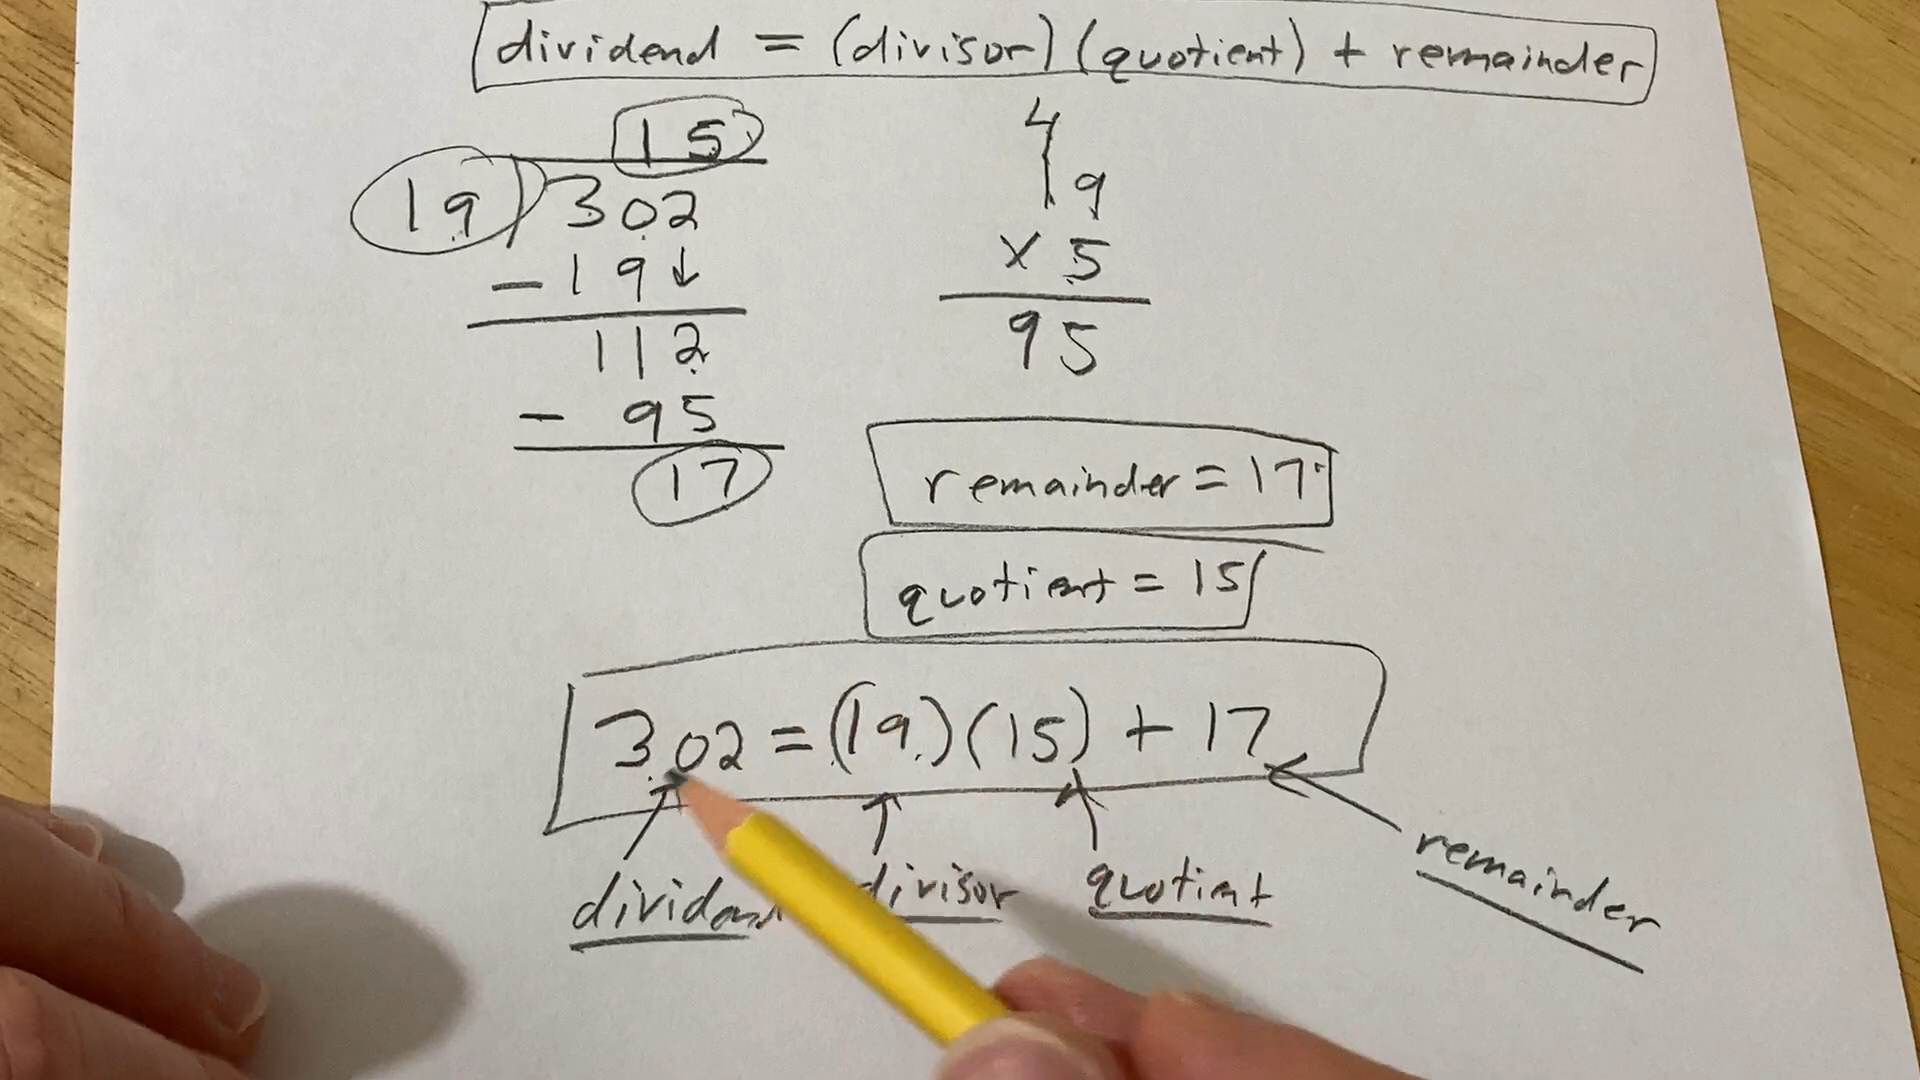 dividend = (divisor)(quotient) + remainder
15
19)302
-19↓
112
- 95
17
4
19
x 5
95
remainder = 17
quotient = 15
302 = (19)(15) + 17
dividend divisor quotient remainder